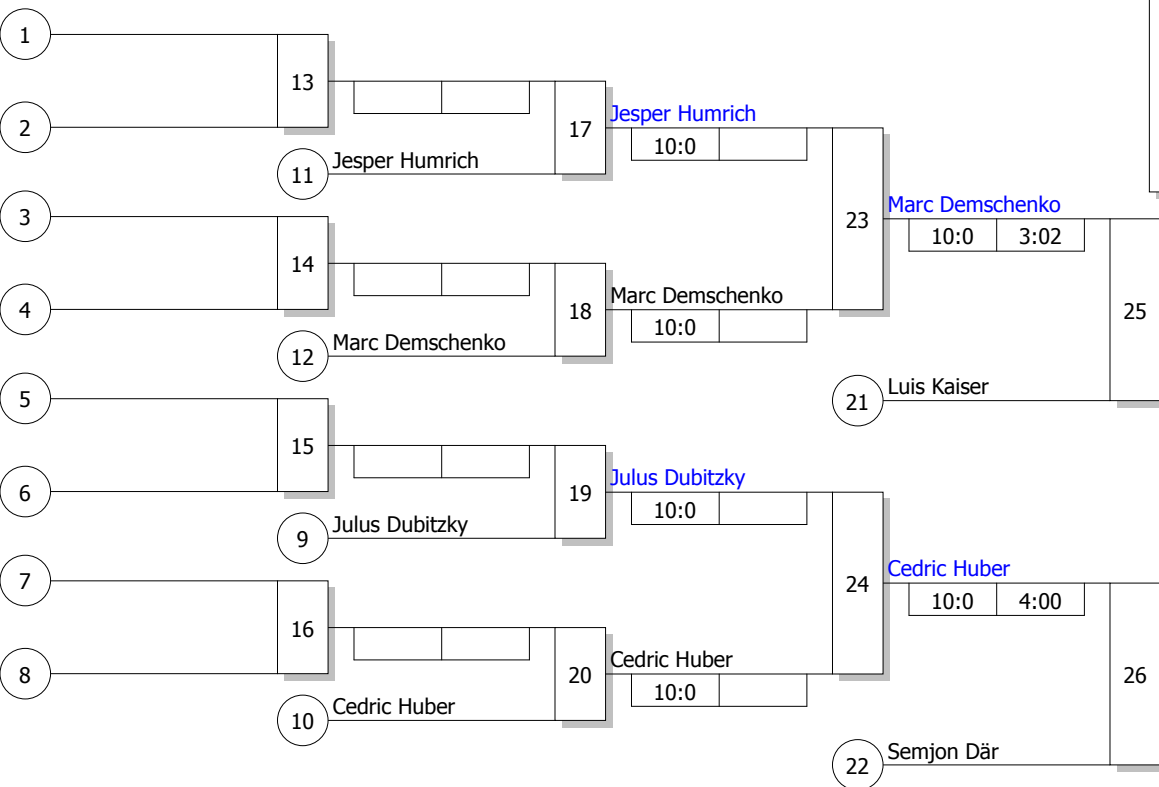 1
13
2
17
Jesper Humrich
10:0
11
Jesper Humrich
3
14
4
18
Marc Demschenko
10:0
12
Marc Demschenko
23
Marc Demschenko
10:0 3:02
25
21
Luis Kaiser
5
15
6
19
Julus Dubitzky
10:0
9
Julus Dubitzky
7
16
8
20
Cedric Huber
10:0
10
Cedric Huber
24
Cedric Huber
10:0 4:00
26
22
Semjon Där